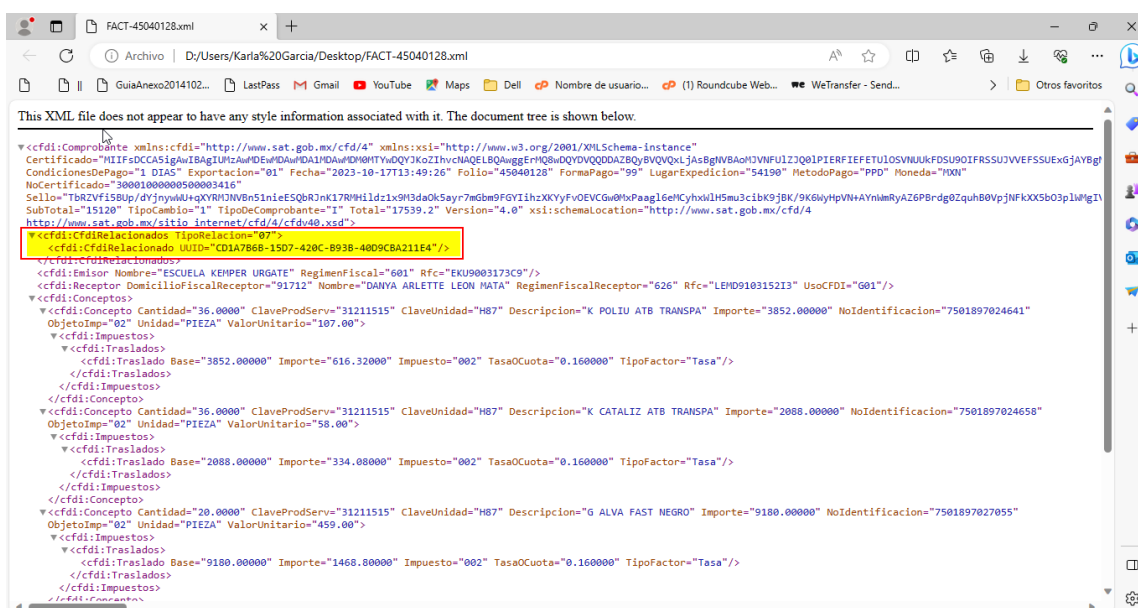 FACT-45040128.xml
Archivo | D:/Users/Karla%20Garcia/Desktop/FACT-45040128.xml
GuiaAnexo2014102... LastPass Gmail YouTube Maps Dell Nombre de usuario... (1) Roundcube Web... WeTransfer - Send... Otros favoritos
This XML file does not appear to have any style information associated with it. The document tree is shown below.
▼<cfdi:Comprobante xmlns:cfdi="http://www.sat.gob.mx/cfd/4" xmlns:xsi="http://www.w3.org/2001/XMLSchema-instance"
CondicionesDePago="1 DIAS" Exportacion="01" Fecha="2023-10-17T13:49:26" Folio="45040128" FormaPago="99" LugarExpedicion="54190" MetodoPago="PPD" Moneda="MXN"
NoCertificado="30001000000500003416"
SubTotal="15120" TipoCambio="1" TipoDeComprobante="I" Total="17539.2" Version="4.0" xsi:schemaLocation="http://www.sat.gob.mx/cfd/4
http://www.sat.gob.mx/sitio_internet/cfd/4/cfdv40.xsd">
▼<cfdi:CfdiRelacionados TipoRelacion="07">
<cfdi:CfdiRelacionado UUID="CD1A7B6B-15D7-420C-B93B-40D9CBA211E4"/>
</cfdi:CfdiRelacionados>
<cfdi:Emisor Nombre="ESCUELA KEMPER URGATE" RegimenFiscal="601" Rfc="EKU9003173C9"/>
<cfdi:Receptor DomicilioFiscalReceptor="91712" Nombre="DANYA ARLETTE LEON MATA" RegimenFiscalReceptor="626" Rfc="LEMD9103152I3" UsoCFDI="G01"/>
▼<cfdi:Conceptos>
▼<cfdi:Concepto Cantidad="36.0000" ClaveProdServ="31211515" ClaveUnidad="H87" Descripcion="K POLIU ATB TRANSPA" Importe="3852.00000" NoIdentificacion="7501897024641"
ObjetoImp="02" Unidad="PIEZA" ValorUnitario="107.00">
▼<cfdi:Impuestos>
▼<cfdi:Traslados>
<cfdi:Traslado Base="3852.00000" Importe="616.32000" Impuesto="002" TasaOCuota="0.160000" TipoFactor="Tasa"/>
</cfdi:Traslados>
</cfdi:Impuestos>
</cfdi:Concepto>
▼<cfdi:Concepto Cantidad="36.0000" ClaveProdServ="31211515" ClaveUnidad="H87" Descripcion="K CATALIZ ATB TRANSPA" Importe="2088.00000" NoIdentificacion="7501897024658"
ObjetoImp="02" Unidad="PIEZA" ValorUnitario="58.00">
▼<cfdi:Impuestos>
▼<cfdi:Traslados>
<cfdi:Traslado Base="2088.00000" Importe="334.08000" Impuesto="002" TasaOCuota="0.160000" TipoFactor="Tasa"/>
</cfdi:Traslados>
</cfdi:Impuestos>
</cfdi:Concepto>
▼<cfdi:Concepto Cantidad="20.0000" ClaveProdServ="31211515" ClaveUnidad="H87" Descripcion="G ALVA FAST NEGRO" Importe="9180.00000" NoIdentificacion="7501897027055"
ObjetoImp="02" Unidad="PIEZA" ValorUnitario="459.00">
▼<cfdi:Impuestos>
▼<cfdi:Traslados>
<cfdi:Traslado Base="9180.00000" Importe="1468.80000" Impuesto="002" TasaOCuota="0.160000" TipoFactor="Tasa"/>
</cfdi:Traslados>
</cfdi:Impuestos>
</cfdi:Concepto>